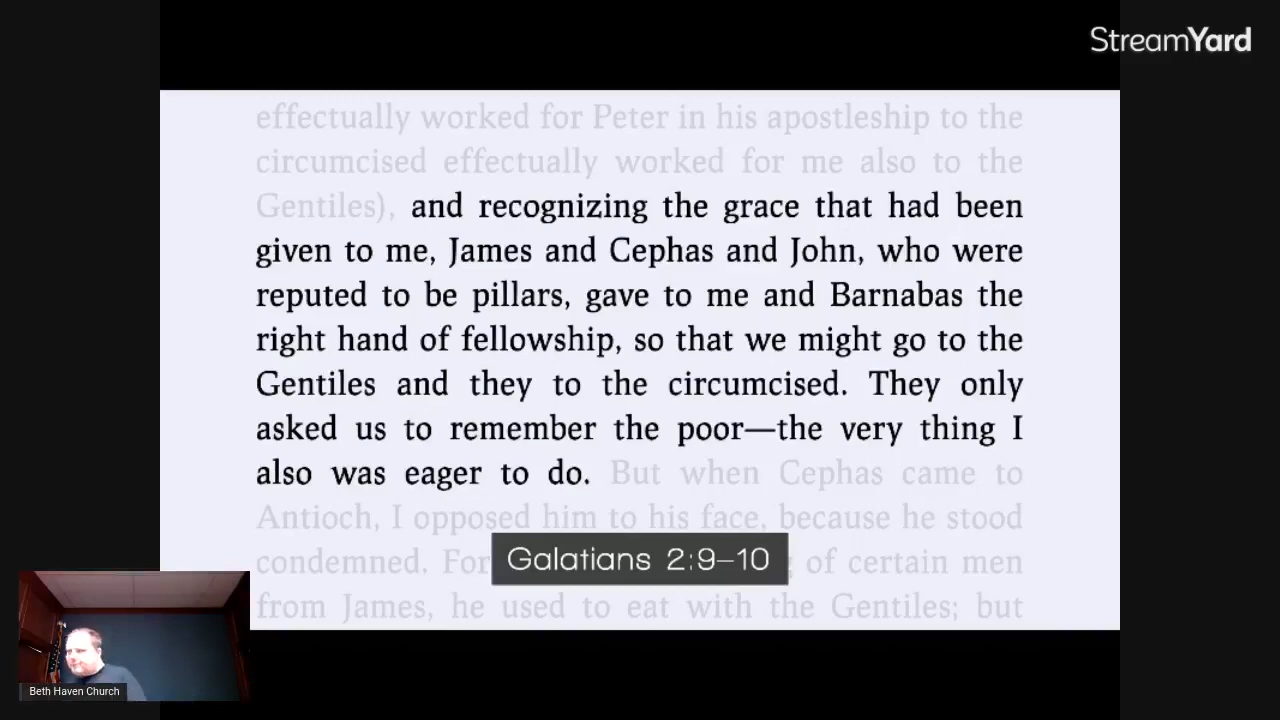 StreamYard
effectually worked for Peter in his apostleship to the
circumcised effectually worked for me also to the
Gentiles), and recognizing the grace that had been
given to me, James and Cephas and John, who were
reputed to be pillars, gave to me and Barnabas the
right hand of fellowship, so that we might go to the
Gentiles and they to the circumcised. They only
asked us to remember the poor—the very thing I
also was eager to do. But when Cephas came to
Antioch, I opposed him to his face, because he stood
condemned. For of certain men
Galatians 2:9–10
from James, he used to eat with the Gentiles; but
Beth Haven Church